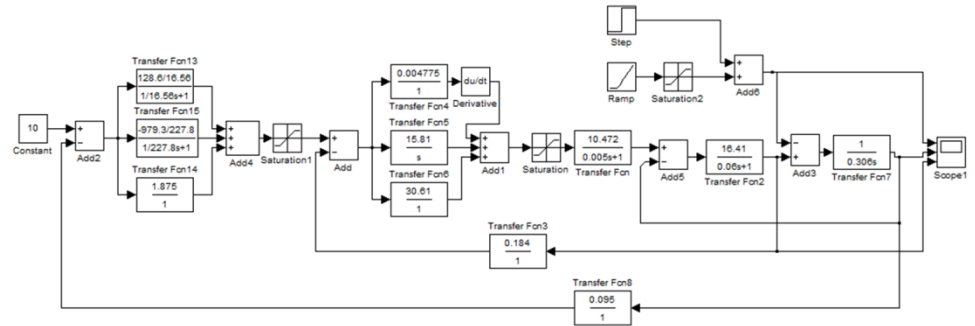 Step
Ramp
Saturation2
+
+
Add6
Transfer Fcn13
128.6/16.56
1/16.56s+1
Transfer Fcn15
-979.3/227.8
1/227.8s+1
Transfer Fcn14
1.875
1
10
Constant
+
−
Add2
+
+
+
Add4
Saturation1
+
−
Add
0.004775
1
Transfer Fcn4
du/dt
Derivative
Transfer Fcn5
15.81
s
Transfer Fcn6
30.61
1
+
+
+
Add1
Saturation
10.472
0.005s+1
Transfer Fcn
+
−
Add5
16.41
0.06s+1
Transfer Fcn2
−
+
Add3
1
0.306s
Transfer Fcn7
Scope1
Transfer Fcn3
0.184
1
Transfer Fcn8
0.095
1